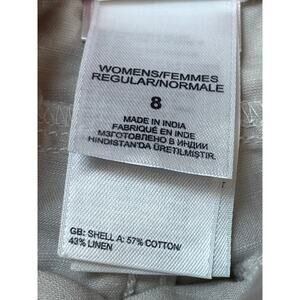 WOMENS/FEMMES
REGULAR/NORMALE
8
MADE IN INDIA
FABRIQUÉ EN INDE
ИЗГОТОВЛЕНО В ИНДИИ
HINDISTAN'DA ÜRETILMIŞTIR.
GB: SHELL A: 57% COTTON/
43% LINEN